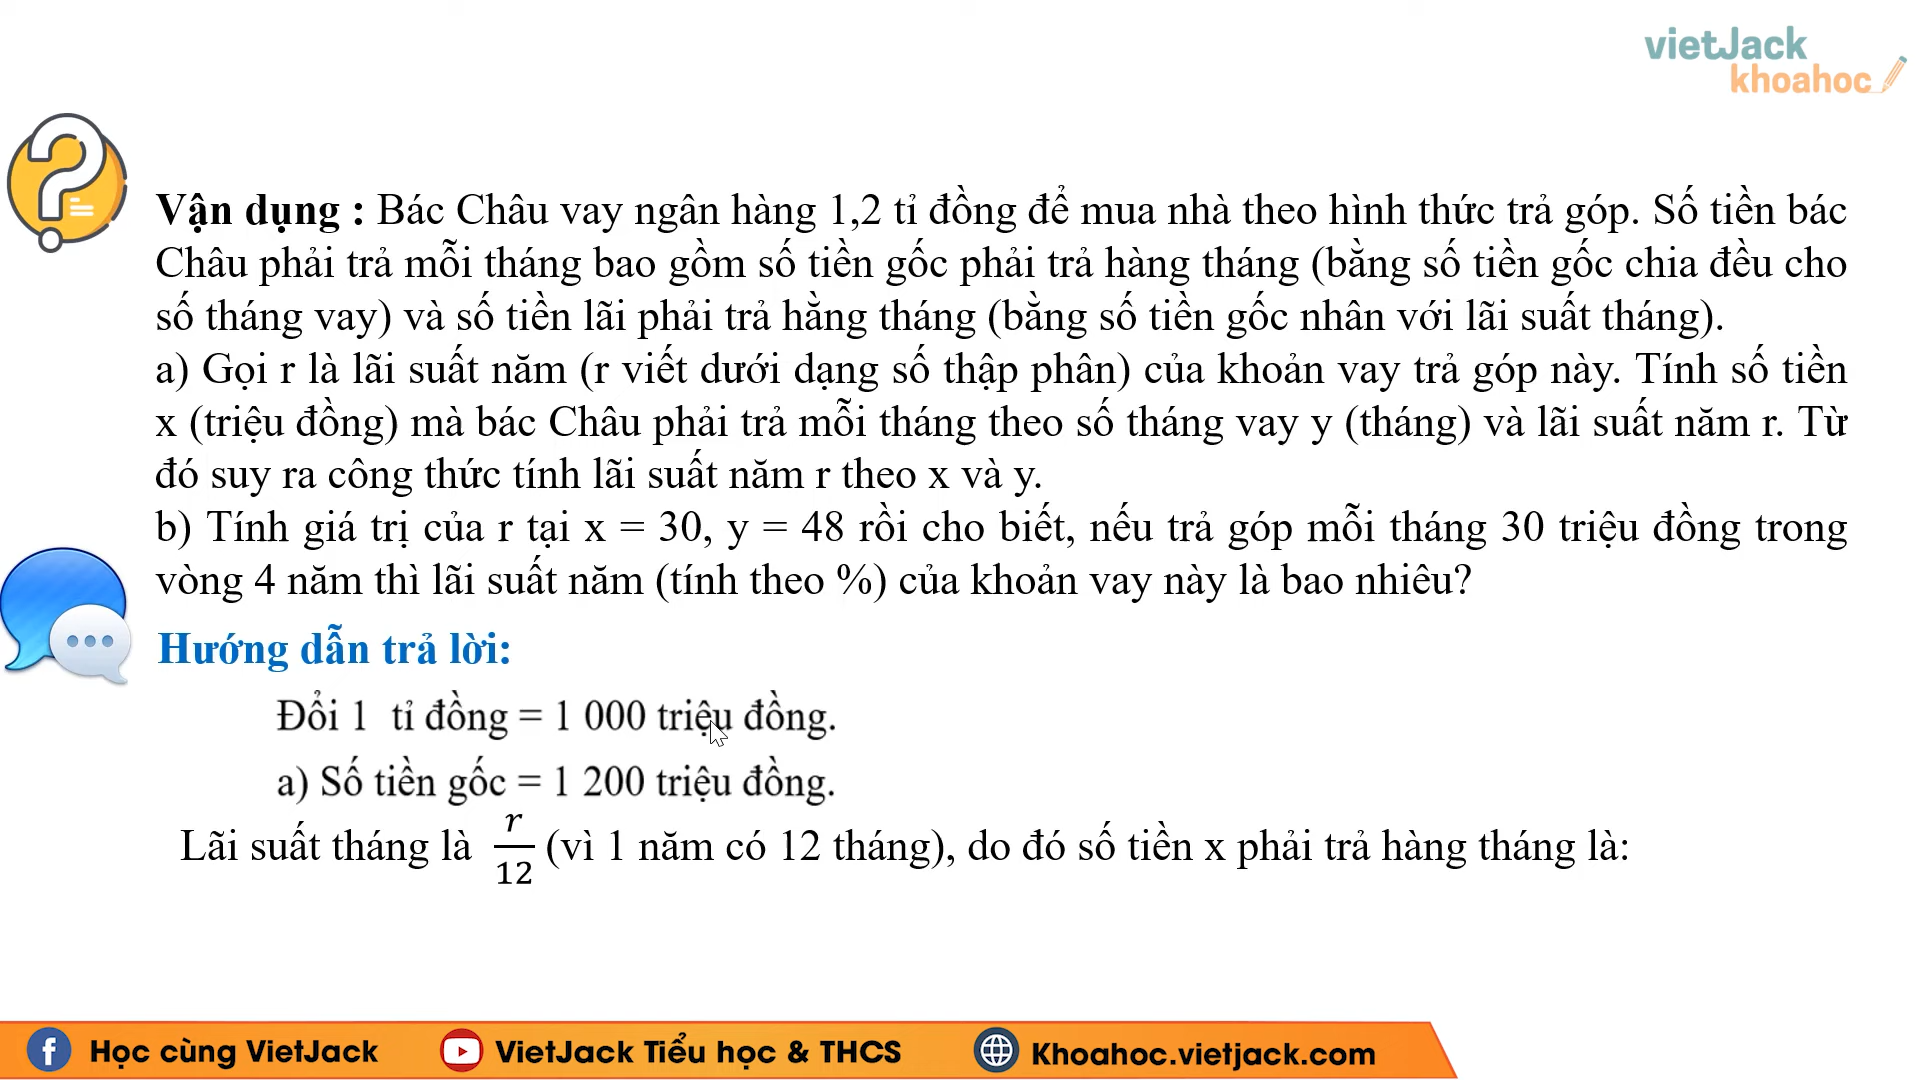 vietJack
khoahoc
Vận dụng : Bác Châu vay ngân hàng 1,2 tỉ đồng để mua nhà theo hình thức trả góp. Số tiền bác
Châu phải trả mỗi tháng bao gồm số tiền gốc phải trả hàng tháng (bằng số tiền gốc chia đều cho
số tháng vay) và số tiền lãi phải trả hằng tháng (bằng số tiền gốc nhân với lãi suất tháng).
a) Gọi r là lãi suất năm (r viết dưới dạng số thập phân) của khoản vay trả góp này. Tính số tiền
x (triệu đồng) mà bác Châu phải trả mỗi tháng theo số tháng vay y (tháng) và lãi suất năm r. Từ
đó suy ra công thức tính lãi suất năm r theo x và y.
b) Tính giá trị của r tại x = 30, y = 48 rồi cho biết, nếu trả góp mỗi tháng 30 triệu đồng trong
vòng 4 năm thì lãi suất năm (tính theo %) của khoản vay này là bao nhiêu?
Hướng dẫn trả lời:
Đổi 1 tỉ đồng = 1 000 triệu đồng.
a) Số tiền gốc = 1 200 triệu đồng.
Lãi suất tháng là r/12 (vì 1 năm có 12 tháng), do đó số tiền x phải trả hàng tháng là:
Học cùng VietJack
VietJack Tiểu học & THCS
Khoahoc.vietjack.com